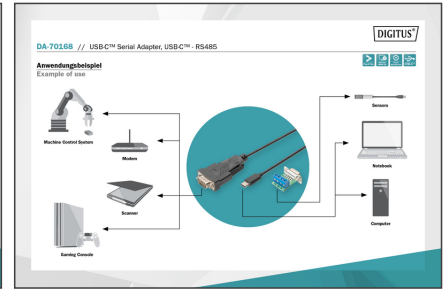 DIGITUS®
DA-70168 // USB-C™ Serial Adapter, USB-C™ - RS485
Anwendungsbeispiel
Example of use
Machine Control System
Modem
Scanner
Gaming Console
Sensors
Notebook
Computer